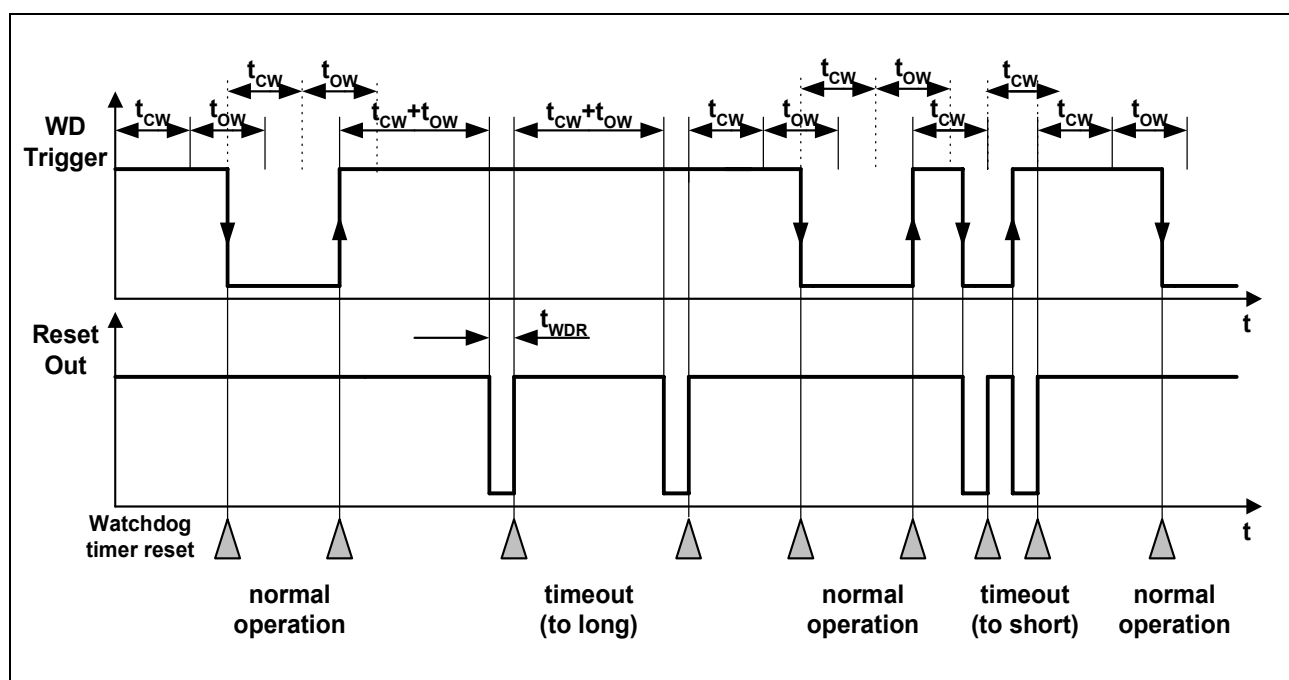 tCW tOW tCW tOW tCW
tCW tOW tCW+tOW tCW+tOW tCW tOW tCW tCW tOW
WD
Trigger
t
Reset
Out
tWDR
t
Watchdog
timer reset
normal
operation
timeout
(to long)
normal
operation
timeout
(to short)
normal
operation